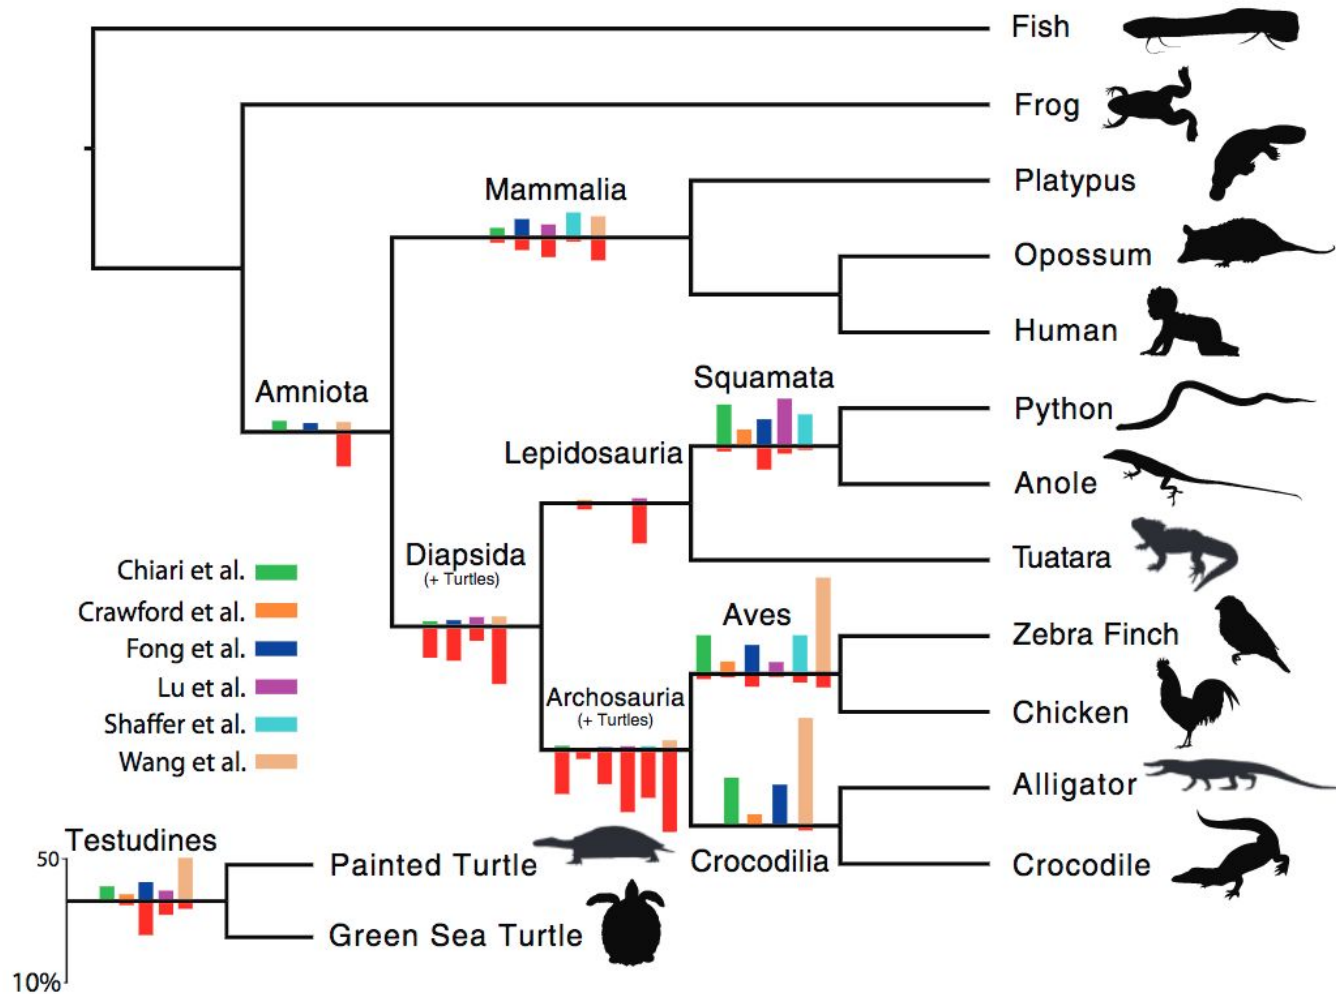 Fish
Frog
Platypus
Mammalia
Opossum
Human
Squamata
Amniota
Python
Lepidosauria
Anole
Diapsida
(+ Turtles)
Tuatara
Chiari et al.
Crawford et al.
Fong et al.
Lu et al.
Shaffer et al.
Wang et al.
Aves
Zebra Finch
Archosauria
(+ Turtles)
Chicken
Alligator
Testudines
50
Painted Turtle
Crocodilia
Crocodile
Green Sea Turtle
10%